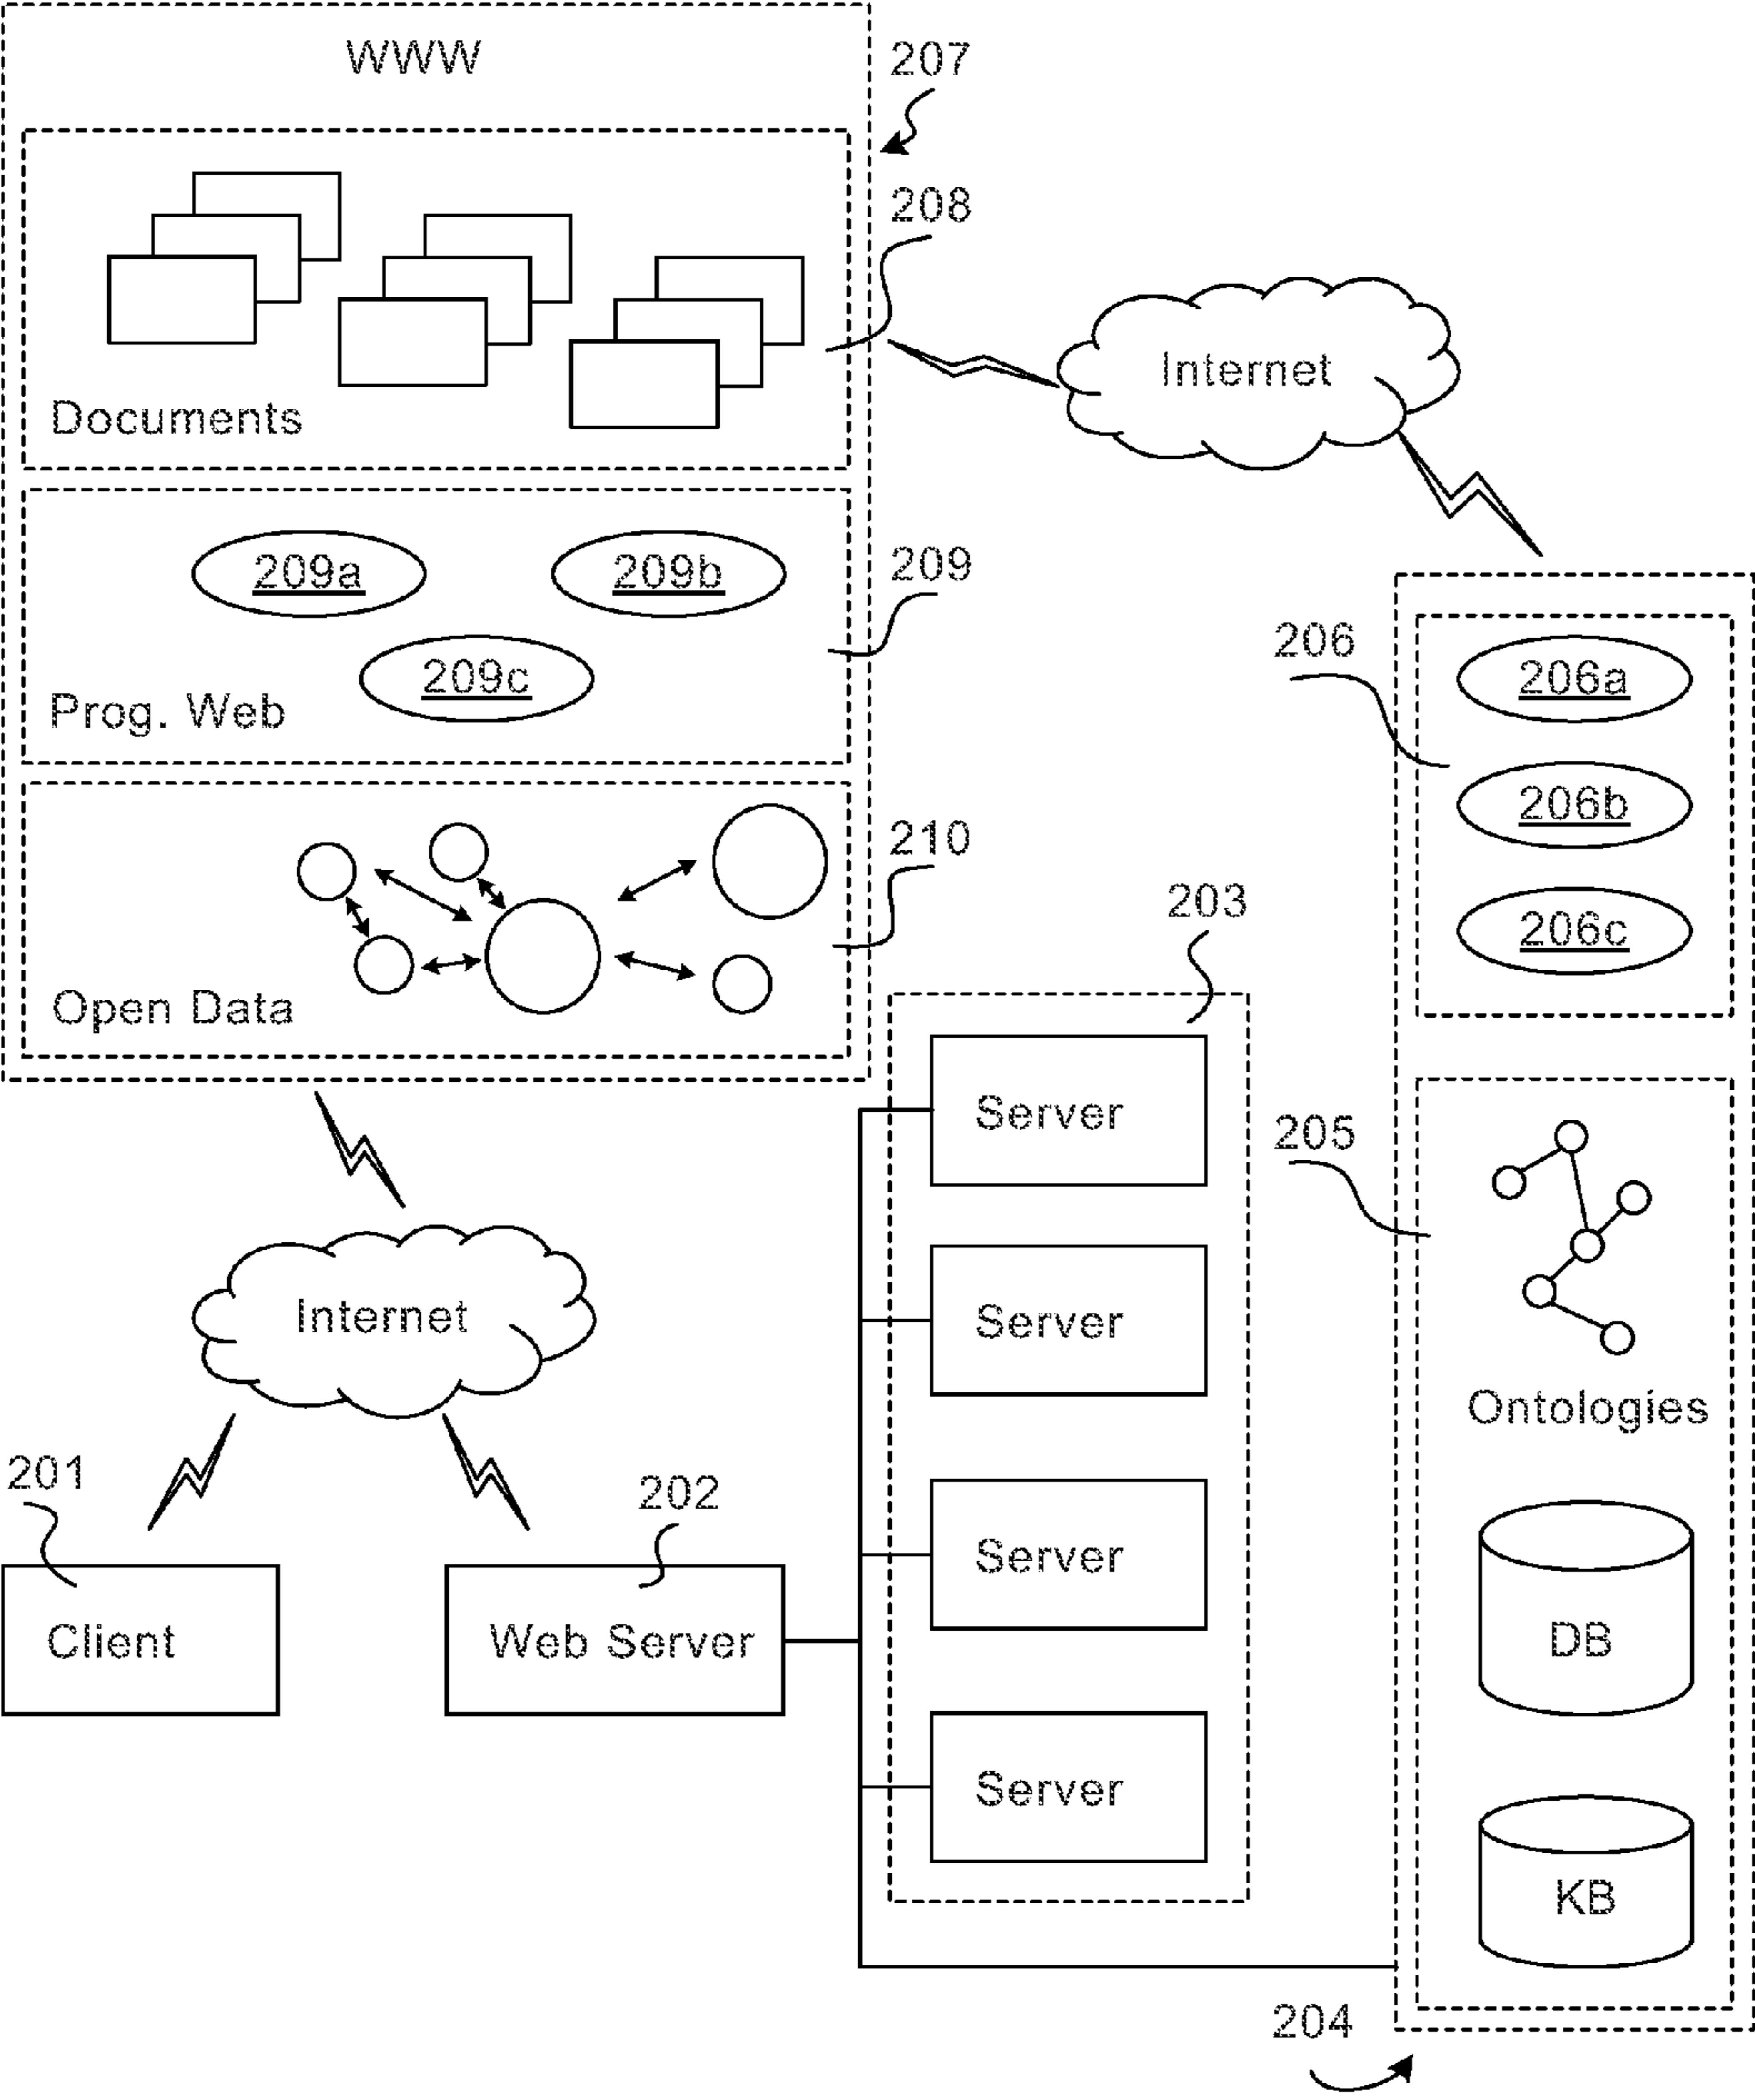 WWW
207
208
Documents
Internet
209a
209b
209
209c
Prog. Web
206
206a
206b
206c
210
Open Data
203
Server
205
Server
Internet
Ontologies
201
202
Client
Web Server
Server
DB
Server
KB
204